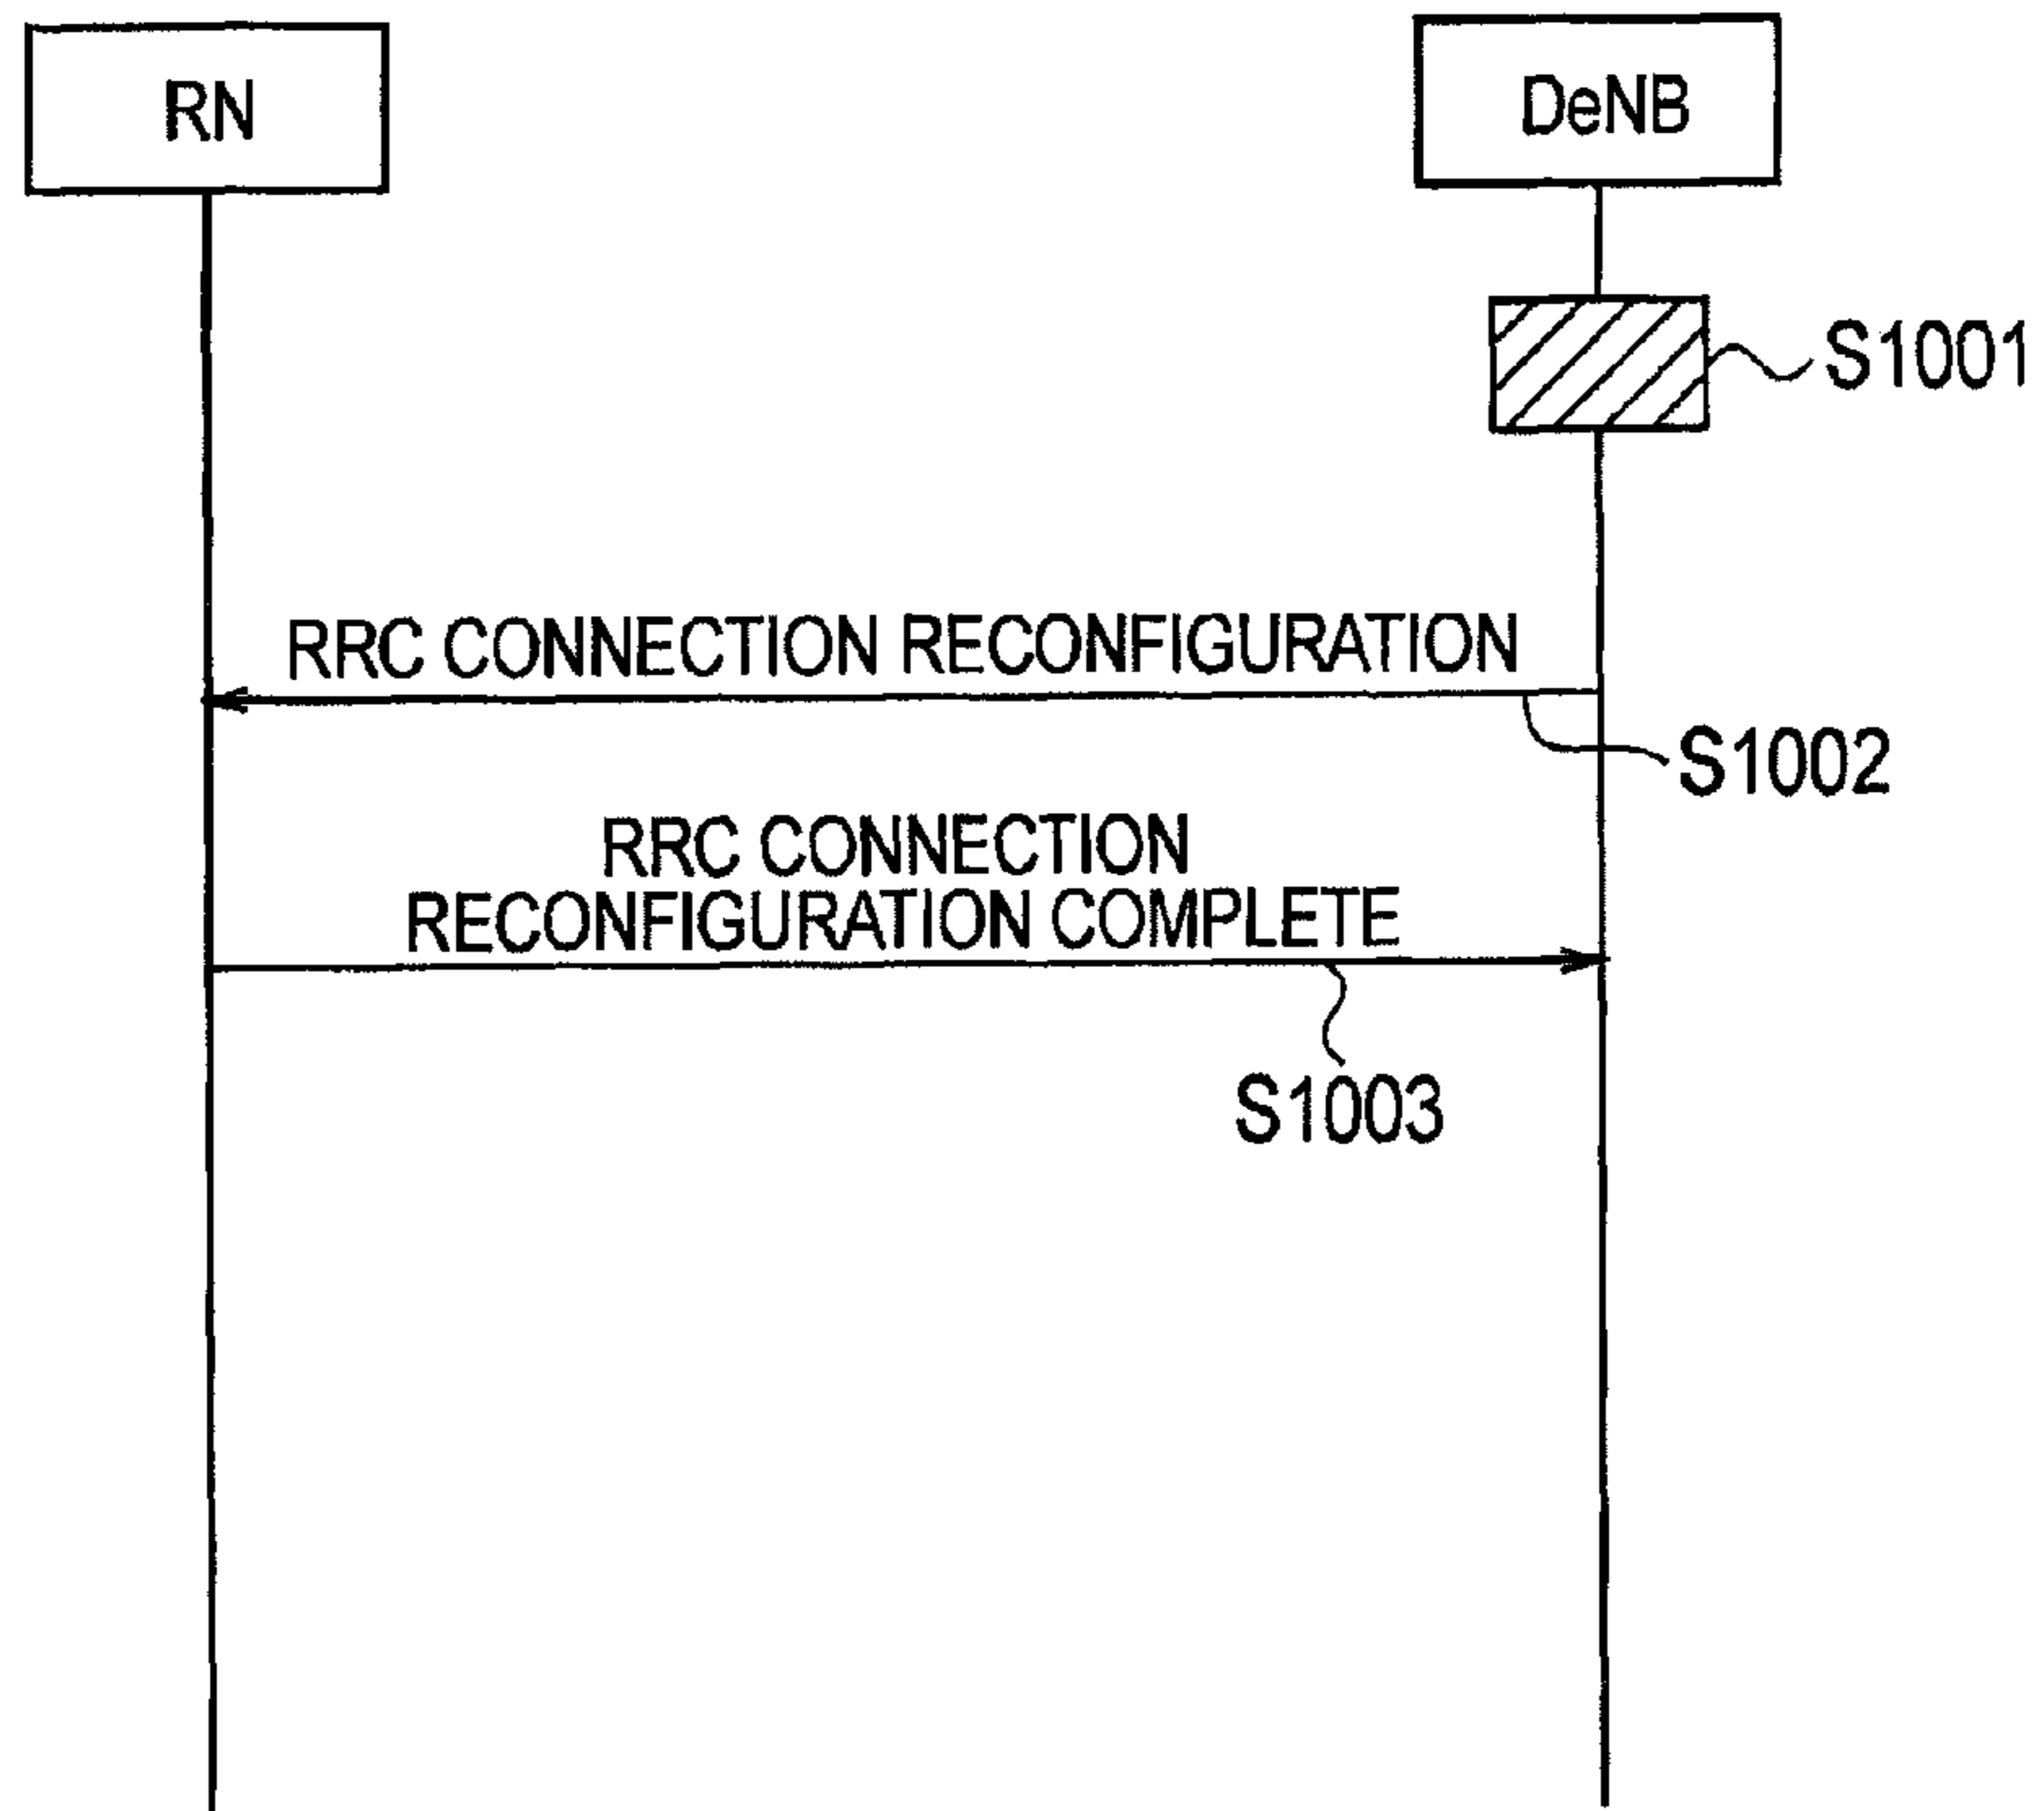 RN
DeNB
S1001
RRC CONNECTION RECONFIGURATION
S1002
RRC CONNECTION
RECONFIGURATION COMPLETE
S1003